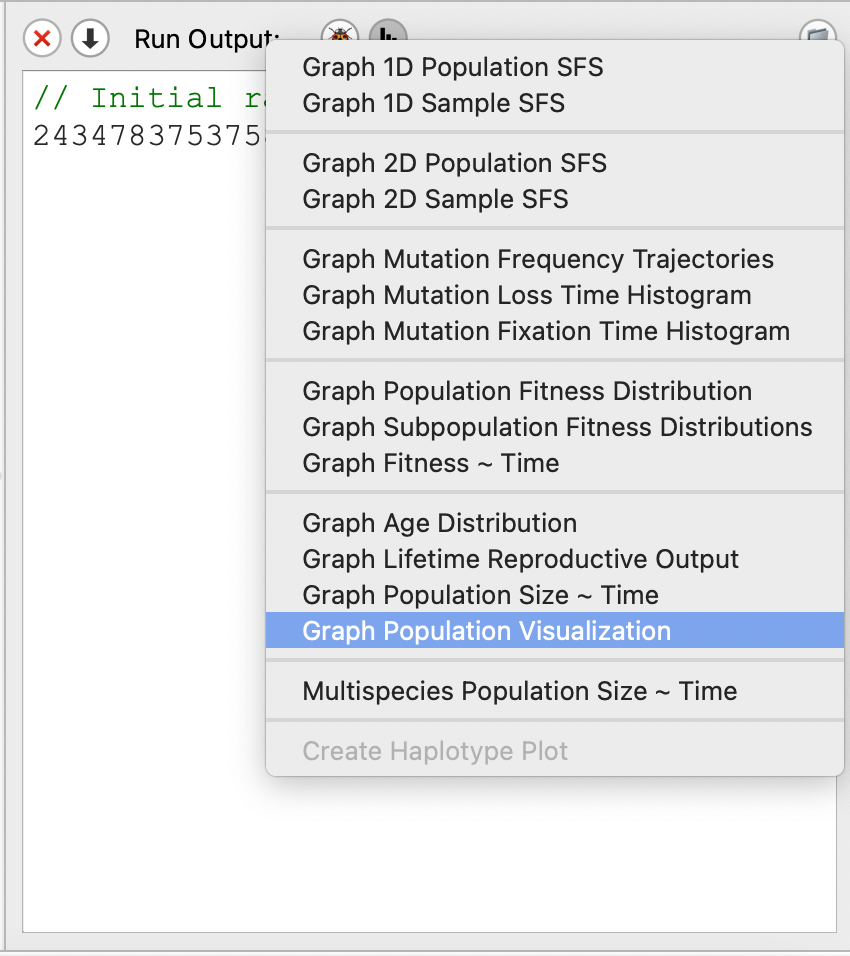 Run Output:
// Initial
243478375375
Graph 1D Population SFS
Graph 1D Sample SFS
Graph 2D Population SFS
Graph 2D Sample SFS
Graph Mutation Frequency Trajectories
Graph Mutation Loss Time Histogram
Graph Mutation Fixation Time Histogram
Graph Population Fitness Distribution
Graph Subpopulation Fitness Distributions
Graph Fitness ~ Time
Graph Age Distribution
Graph Lifetime Reproductive Output
Graph Population Size ~ Time
Graph Population Visualization
Multispecies Population Size ~ Time
Create Haplotype Plot